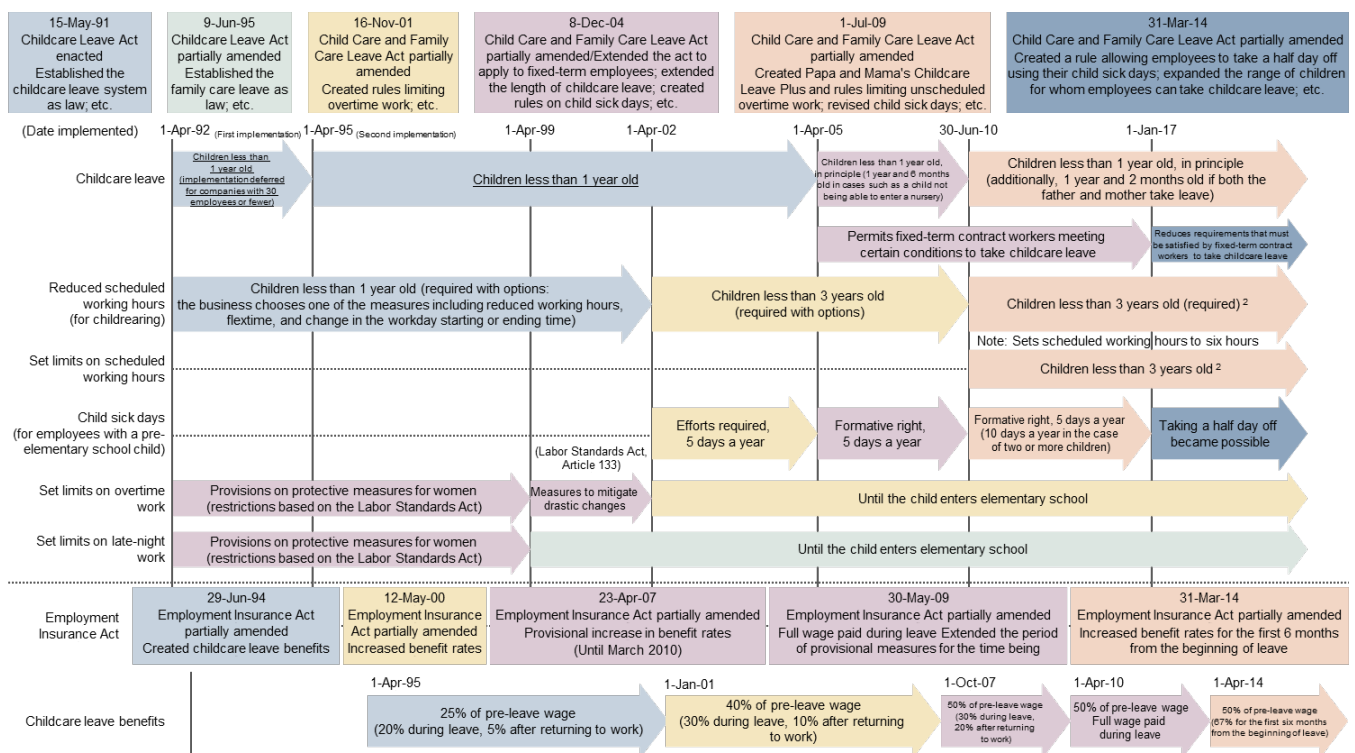 15-May-91
Childcare Leave Act
enacted
Established the
childcare leave system
as law; etc.
9-Jun-95
Childcare Leave Act
partially amended
Established the
family care leave as
law; etc.
16-Nov-01
Child Care and Family
Care Leave Act partially
amended
Created rules limiting
overtime work; etc.
8-Dec-04
Child Care and Family Care Leave Act
partially amended/Extended the act to
apply to fixed-term employees; extended
the length of childcare leave; created
rules on child sick days; etc.
1-Jul-09
Child Care and Family Care Leave Act
partially amended
Created Papa and Mama's Childcare
Leave Plus and rules limiting unscheduled
overtime work; revised child sick days; etc.
31-Mar-14
Child Care and Family Care Leave Act partially amended
Created a rule allowing employees to take a half day off
using their child sick days; expanded the range of children
for whom employees can take childcare leave; etc.
(Date implemented)
1-Apr-92 (First implementation)
1-Apr-95 (Second implementation)
1-Apr-99
1-Apr-02
1-Apr-05
30-Jun-10
1-Jan-17
Childcare leave
Children less than
1 year old
(implementation deferred
for companies with 30
employees or fewer)
Children less than 1 year old
Children less than 1 year old,
in principle (1 year and 6 months
old in cases such as a child not
being able to enter a nursery)
Children less than 1 year old, in principle
(additionally, 1 year and 2 months old if both the
father and mother take leave)
Permits fixed-term contract workers meeting
certain conditions to take childcare leave
Reduces requirements that must
be satisfied by fixed-term contract
workers to take childcare leave
Reduced scheduled
working hours
(for childrearing)
Children less than 1 year old (required with options:
the business chooses one of the measures including reduced working hours,
flextime, and change in the workday starting or ending time)
Children less than 3 years old
(required with options)
Children less than 3 years old (required) 2
Note: Sets scheduled working hours to six hours
Set limits on scheduled
working hours
Children less than 3 years old 2
Child sick days
(for employees with a pre-
elementary school child)
Efforts required,
5 days a year
Formative right,
5 days a year
Formative right, 5 days a year
(10 days a year in the case
of two or more children)
Taking a half day off
became possible
(Labor Standards Act,
Article 133)
Set limits on overtime
work
Provisions on protective measures for women
(restrictions based on the Labor Standards Act)
Measures to mitigate
drastic changes
Until the child enters elementary school
Set limits on late-night
work
Provisions on protective measures for women
(restrictions based on the Labor Standards Act)
Until the child enters elementary school
Employment
Insurance Act
29-Jun-94
Employment Insurance Act
partially amended
Created childcare leave benefits
12-May-00
Employment Insurance
Act partially amended
Increased benefit rates
23-Apr-07
Employment Insurance Act partially amended
Provisional increase in benefit rates
(Until March 2010)
30-May-09
Employment Insurance Act partially amended
Full wage paid during leave Extended the period
of provisional measures for the time being
31-Mar-14
Employment Insurance Act partially amended
Increased benefit rates for the first 6 months
from the beginning of leave
Childcare leave benefits
1-Apr-95
25% of pre-leave wage
(20% during leave, 5% after returning to work)
1-Jan-01
40% of pre-leave wage
(30% during leave, 10% after returning
to work)
1-Oct-07
50% of pre-leave wage
(30% during leave,
20% after returning
to work)
1-Apr-10
50% of pre-leave wage
Full wage paid
during leave
1-Apr-14
50% of pre-leave wage
(67% for the first six months
from the beginning of leave)